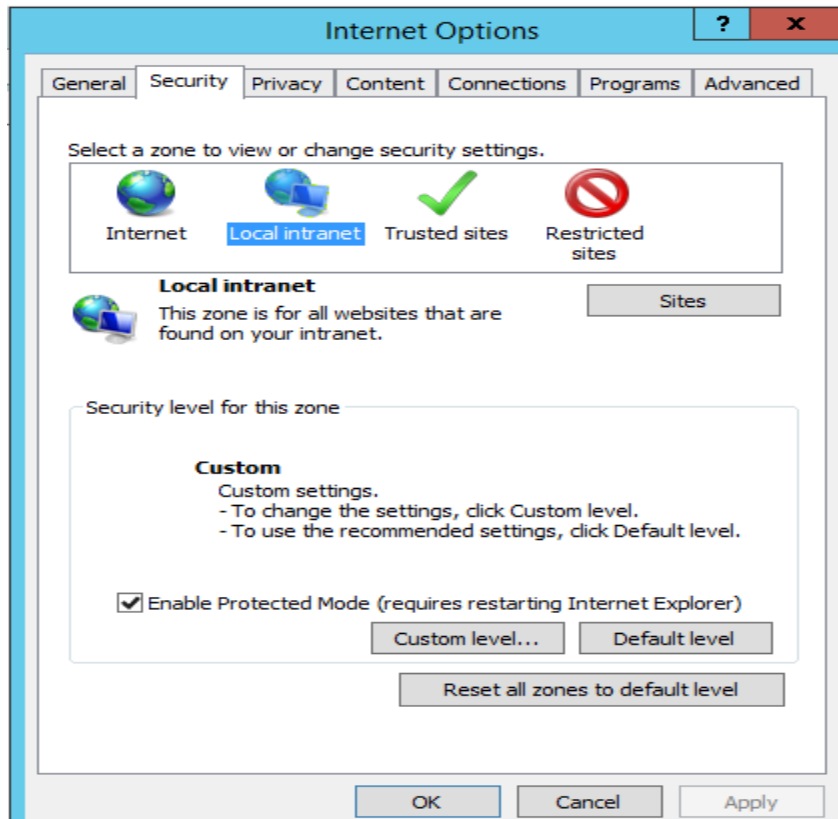 Internet Options
? x
General Security Privacy Content Connections Programs Advanced
Select a zone to view or change security settings.
Internet Local intranet Trusted sites Restricted sites
Local intranet
Sites
This zone is for all websites that are
found on your intranet.
Security level for this zone
Custom
Custom settings.
- To change the settings, click Custom level.
- To use the recommended settings, click Default level.
Enable Protected Mode (requires restarting Internet Explorer)
Custom level... Default level
Reset all zones to default level
OK Cancel Apply